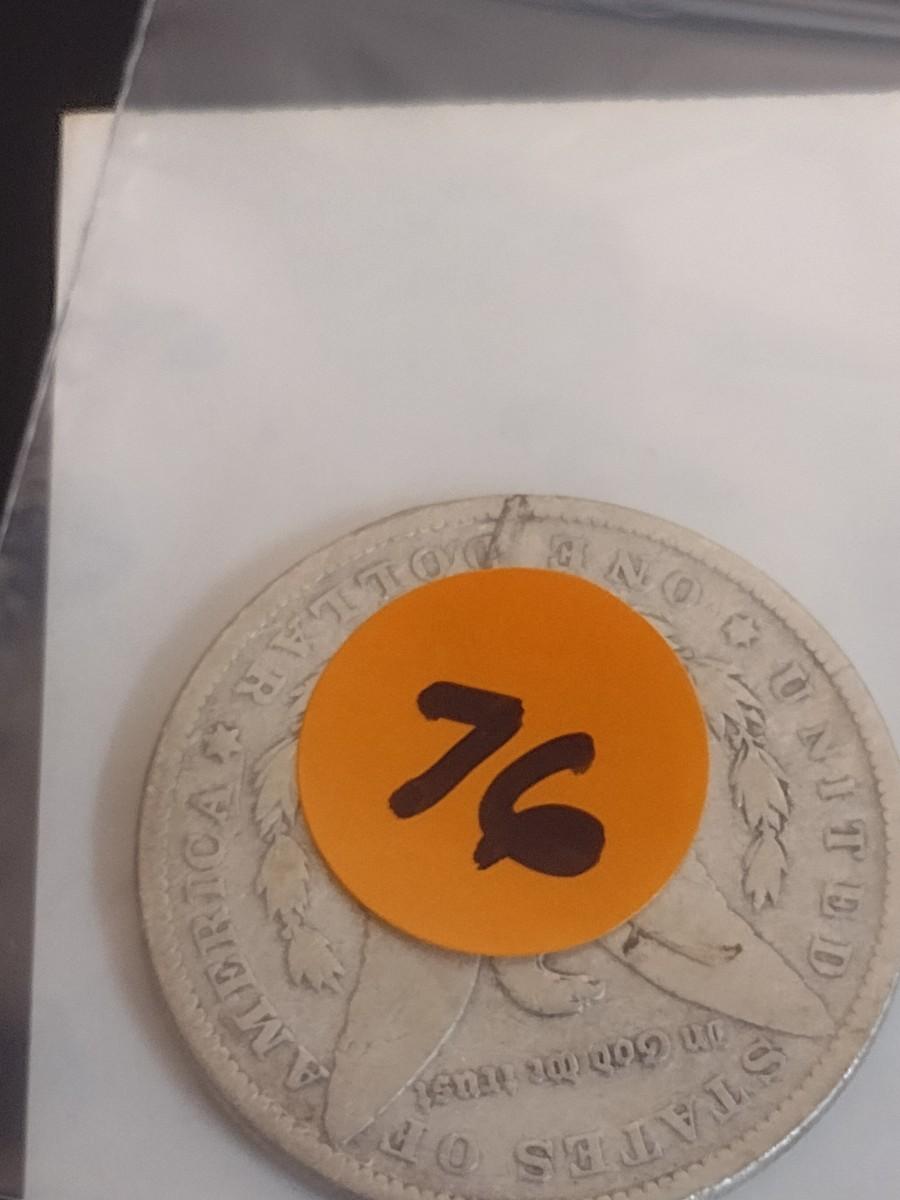 76
UNITED STATES OF AMERICA
ONE DOLLAR
In God we trust